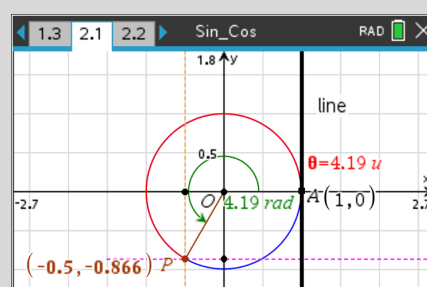 1.3 2.1 2.2 Sin_Cos RAD
1.8 y
line
0.5
θ=4.19 u
x
-2.7 O 4.19 rad A(1,0) 2.7
(-0.5,-0.866) P